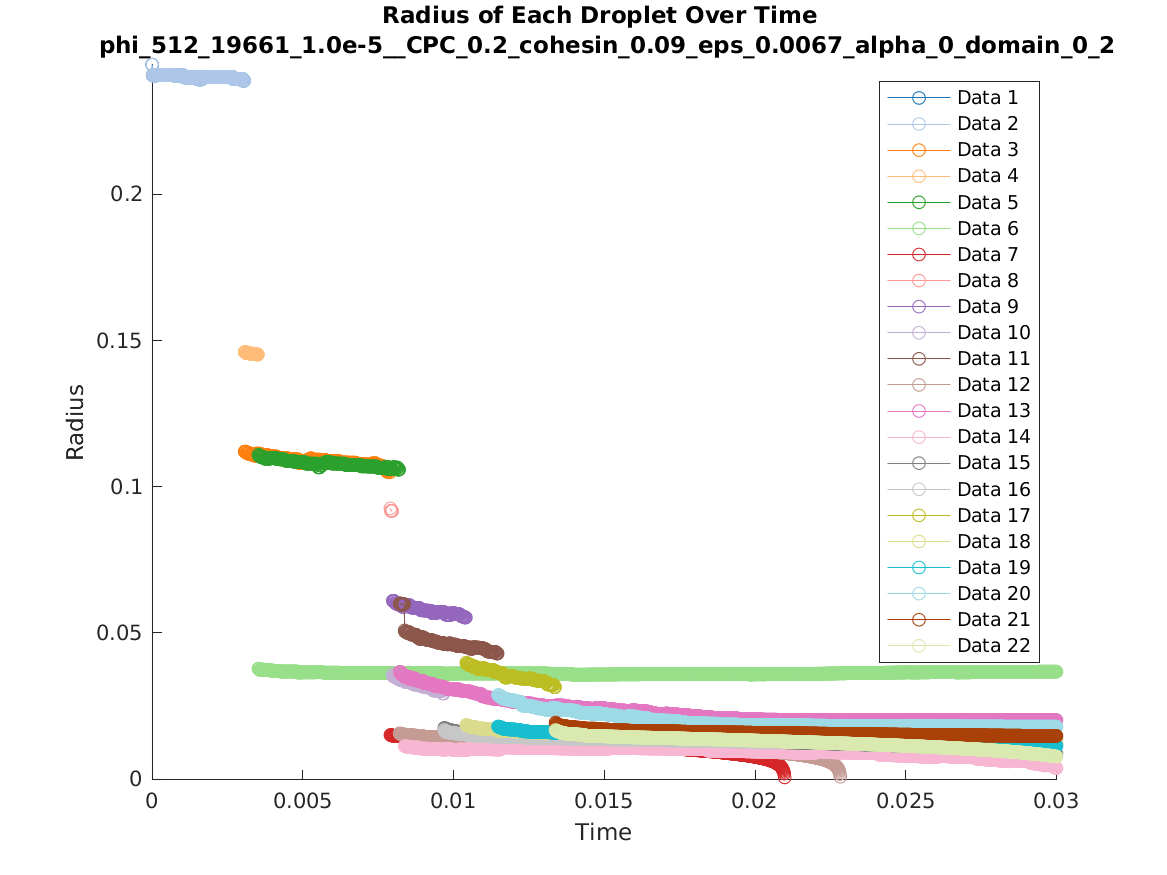 Radius of Each Droplet Over Time
phi_512_19661_1.0e-5__CPC_0.2_cohesin_0.09_eps_0.0067_alpha_0_domain_0_2
Radius
0.2
0.15
0.1
0.05
0
0
0.005
0.01
0.015
0.02
0.025
0.03
Time
Data 1
Data 2
Data 3
Data 4
Data 5
Data 6
Data 7
Data 8
Data 9
Data 10
Data 11
Data 12
Data 13
Data 14
Data 15
Data 16
Data 17
Data 18
Data 19
Data 20
Data 21
Data 22